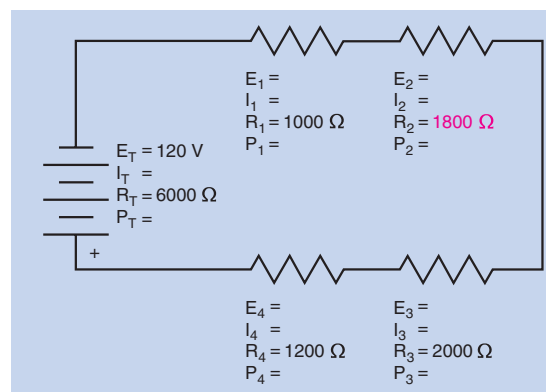 E1 =
I1 =
R1 = 1000 Ω
P1 =
E2 =
I2 =
R2 = 1800 Ω
P2 =
ET = 120 V
IT =
RT = 6000 Ω
PT =
+
E4 =
I4 =
R4 = 1200 Ω
P4 =
E3 =
I3 =
R3 = 2000 Ω
P3 =